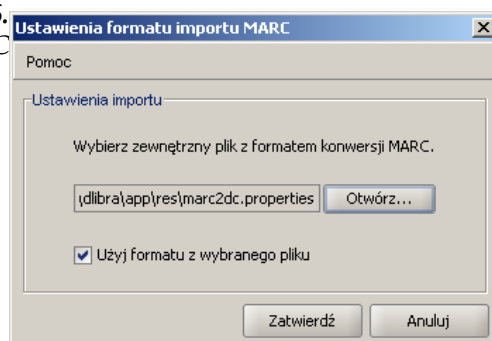 Ustawienia formatu importu MARC
Pomoc
Ustawienia importu
Wybierz zewnętrzny plik z formatem konwersji MARC.
\dlibra\app\res\marc2dc.properties Otwórz...
Użyj formatu z wybranego pliku
Zatwierdź Anuluj